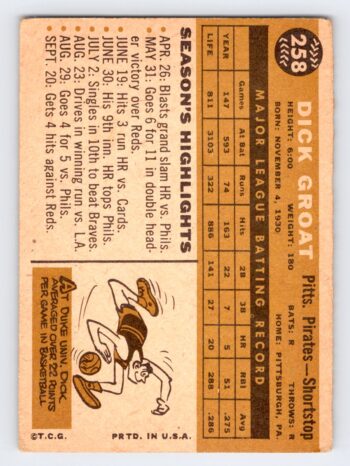 258
DICK GROAT
Pitts. Pirates—Shortstop
HEIGHT: 6:00 WEIGHT: 180 BATS: R THROWS: R
BORN: NOVEMBER 4, 1930 HOME: PITTSBURGH, PA.
MAJOR LEAGUE BATTING RECORD
Games At Bat Runs Hits 2B 3B HR RBI Avg
YEAR 147 593 74 163 22 7 5 51 .275
LIFE 811 3103 322 886 141 27 20 288 .286
SEASON'S HIGHLIGHTS
APR. 26: Blasts grand slam HR vs. Phils.
MAY 31: Goes 6 for 11 in double head-
er victory over Reds.
JUNE 19: Hits 3 run HR vs. Cards.
JUNE 30: His 9th inn. HR tops Phils.
JULY 2: Singles in 10th to beat Braves.
AUG. 23: Drives in winning run vs. L.A.
AUG. 29: Goes 4 for 5 vs. Phils.
SEPT. 20: Gets 4 hits against Reds.
AT DUKE UNIV., DICK
AVERAGED OVER 25 POINTS
PER GAME IN
BASKETBALL
©T.C.G. PRTD. IN U.S.A.